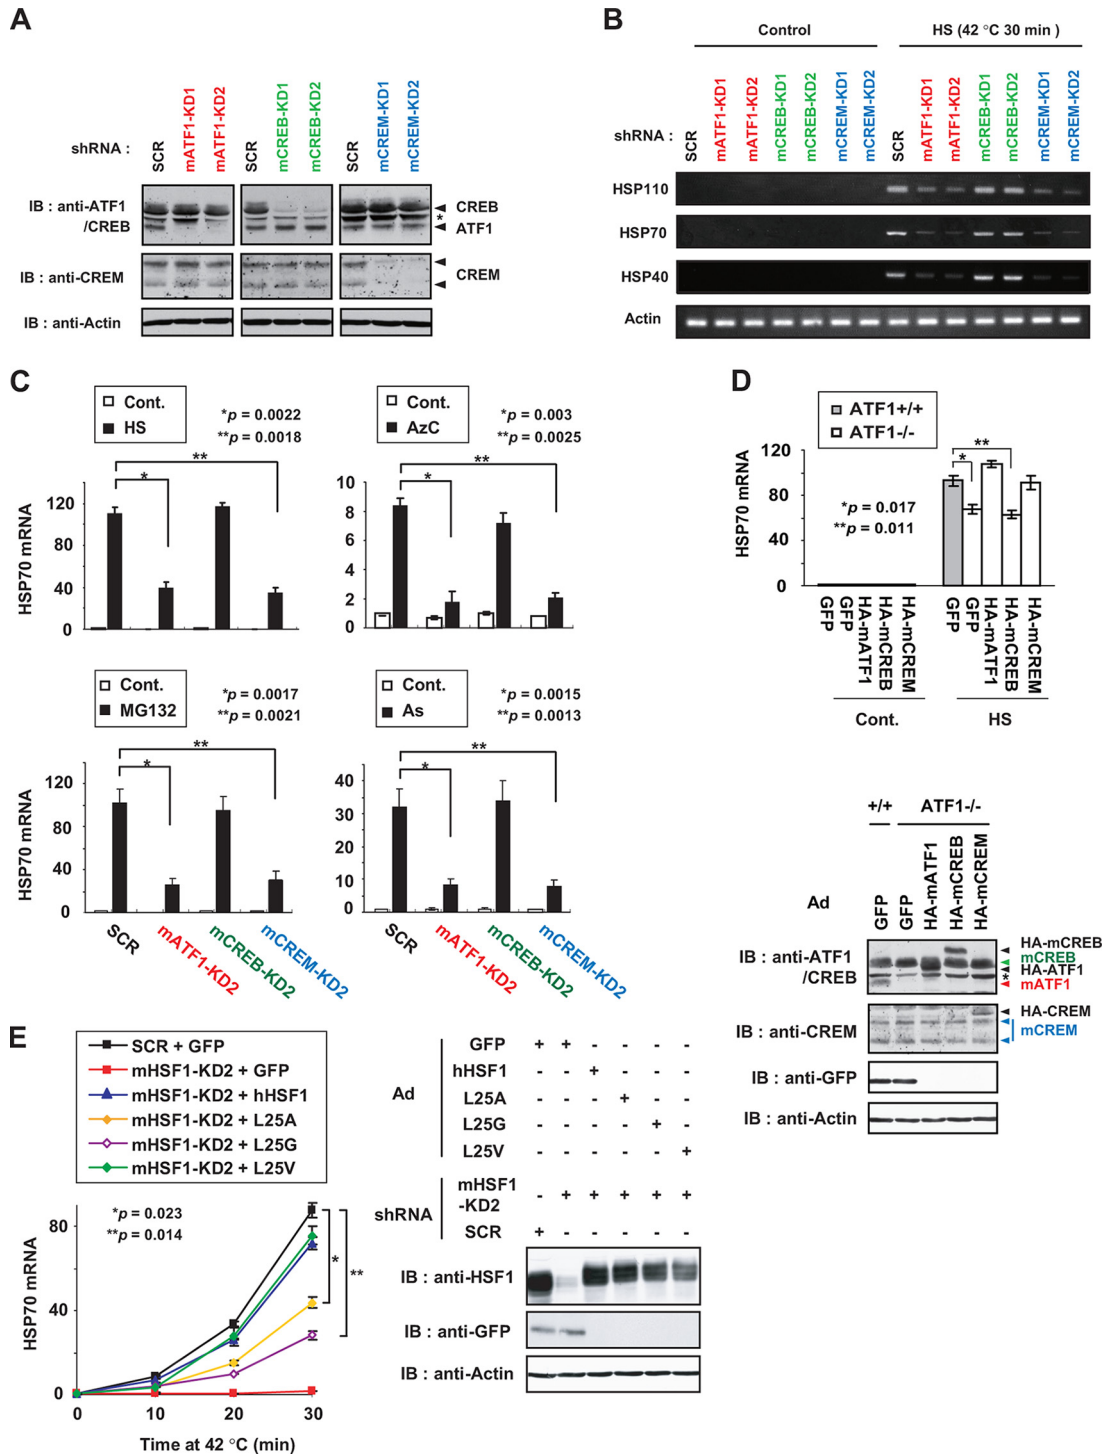 A
shRNA :
SCR
mATF1-KD1
mATF1-KD2
SCR
mCREB-KD1
mCREB-KD2
SCR
mCREM-KD1
mCREM-KD2
IB : anti-ATF1
/CREB
CREB
*
ATF1
IB : anti-CREM
CREM
IB : anti-Actin
B
Control
HS (42 °C 30 min )
shRNA :
SCR
mATF1-KD1
mATF1-KD2
mCREB-KD1
mCREB-KD2
mCREM-KD1
mCREM-KD2
SCR
mATF1-KD1
mATF1-KD2
mCREB-KD1
mCREB-KD2
mCREM-KD1
mCREM-KD2
HSP110
HSP70
HSP40
Actin
C
Cont.
HS
*p = 0.0022
**p = 0.0018
**
*
HSP70 mRNA
120
80
40
0
Cont.
AzC
*p = 0.003
**p = 0.0025
**
*
10
8
6
4
2
0
Cont.
MG132
*p = 0.0017
**p = 0.0021
**
*
HSP70 mRNA
120
80
40
0
SCR
mATF1-KD2
mCREB-KD2
mCREM-KD2
Cont.
As
*p = 0.0015
**p = 0.0013
**
*
40
30
20
10
0
SCR
mATF1-KD2
mCREB-KD2
mCREM-KD2
D
ATF1+/+
ATF1-/-
HSP70 mRNA
120
80
40
0
*p = 0.017
**p = 0.011
**
*
GFP
GFP
HA-mATF1
HA-mCREB
HA-mCREM
GFP
GFP
HA-mATF1
HA-mCREB
HA-mCREM
Cont.
HS
+/+
ATF1-/-
Ad
GFP
GFP
HA-mATF1
HA-mCREB
HA-mCREM
IB : anti-ATF1
/CREB
HA-mCREB
mCREB
HA-ATF1
*
mATF1
IB : anti-CREM
HA-CREM
mCREM
IB : anti-GFP
IB : anti-Actin
E
SCR + GFP
mHSF1-KD2 + GFP
mHSF1-KD2 + hHSF1
mHSF1-KD2 + L25A
mHSF1-KD2 + L25G
mHSF1-KD2 + L25V
*p = 0.023
**p = 0.014
*
**
HSP70 mRNA
80
40
0
0 10 20 30
Time at 42 °C (min)
Ad
GFP + + - - - -
hHSF1 - - + - - -
L25A - - - + - -
L25G - - - - + -
L25V - - - - - +
shRNA
mHSF1
-KD2 - + + + + +
SCR + - - - - -
IB : anti-HSF1
IB : anti-GFP
IB : anti-Actin